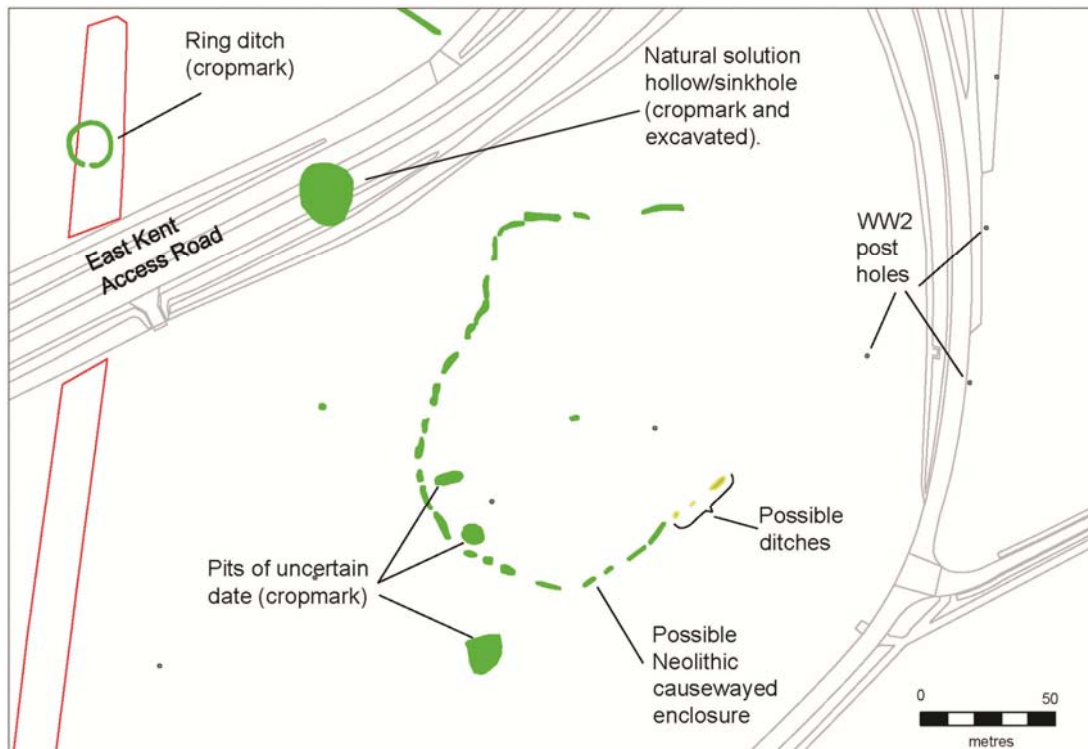 Ring ditch
(cropmark)
Natural solution
hollow/sinkhole
(cropmark and
excavated).
East Kent
Access Road
WW2
post
holes
Possible
ditches
Pits of uncertain
date (cropmark)
Possible
Neolithic
causewayed
enclosure
0 50
metres